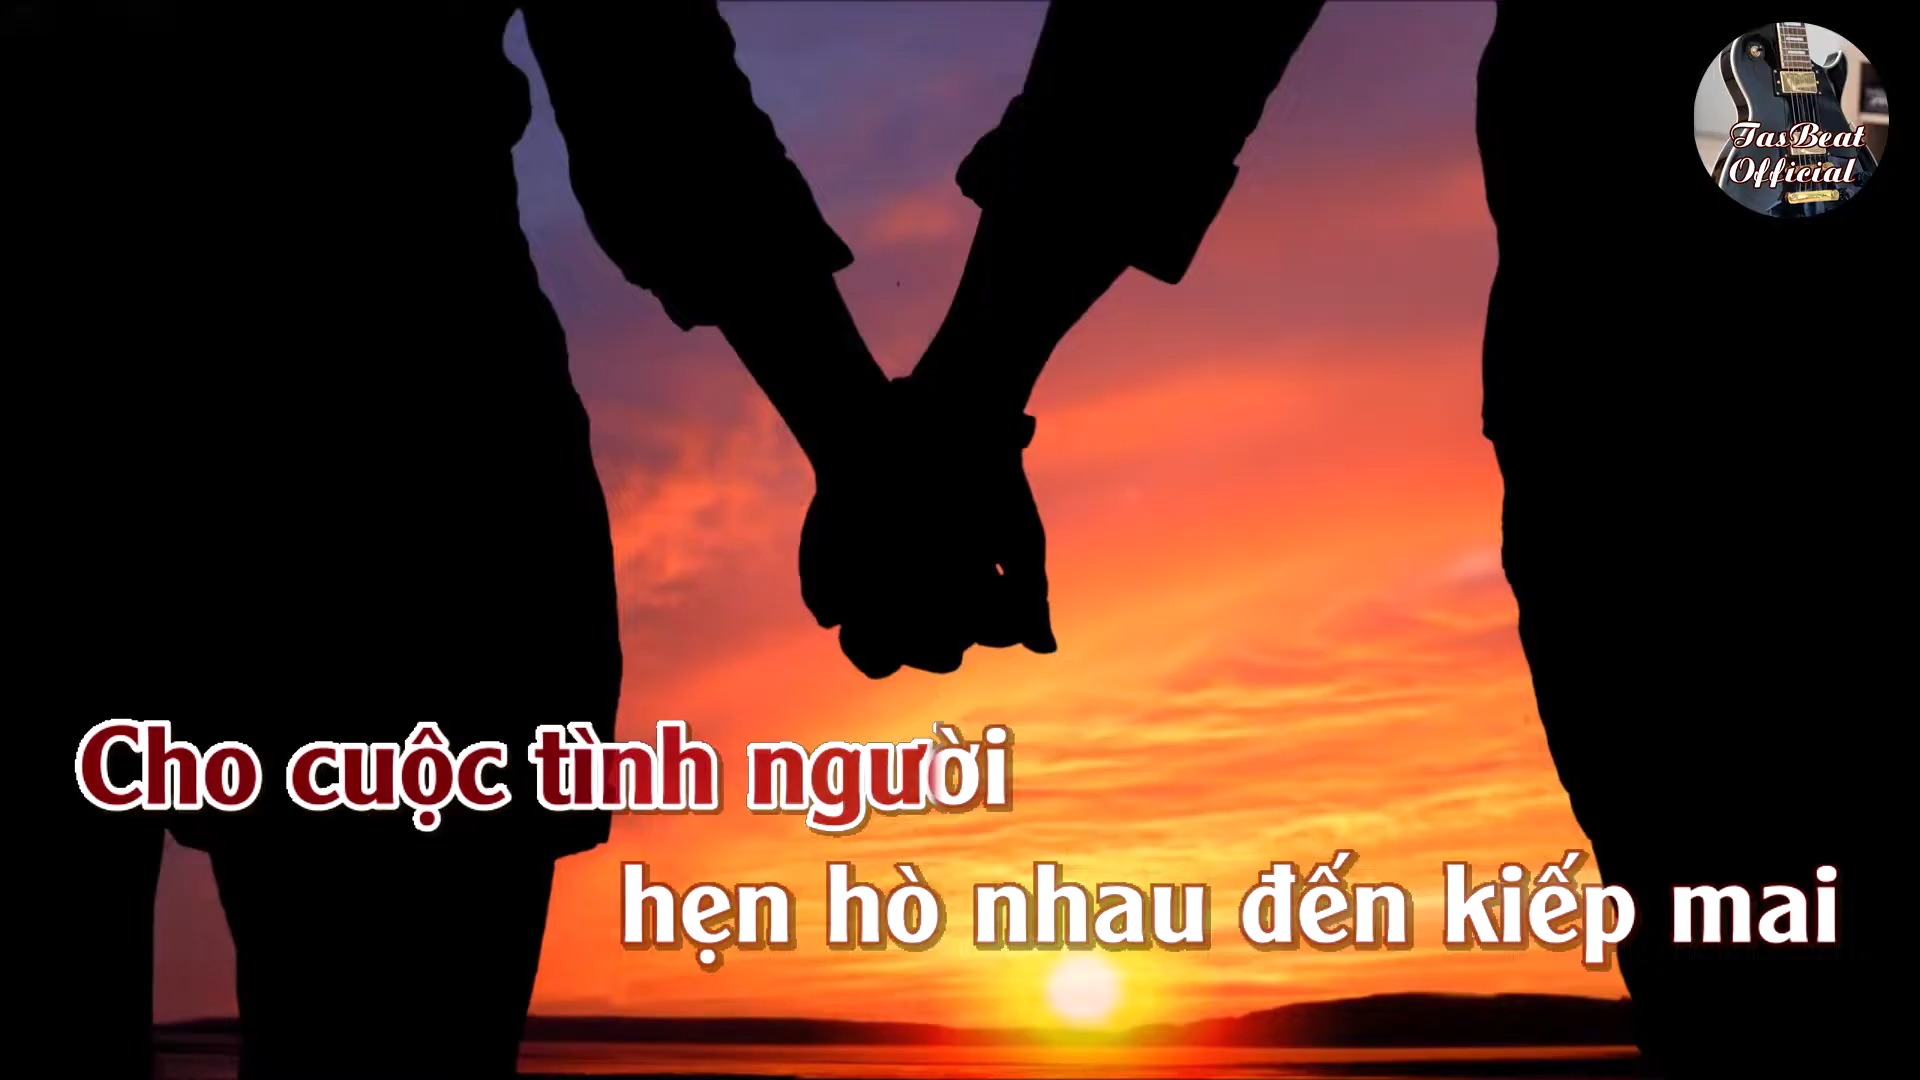 TasBeat
Official
Cho cuộc tình người
hẹn hò nhau đến kiếp mai